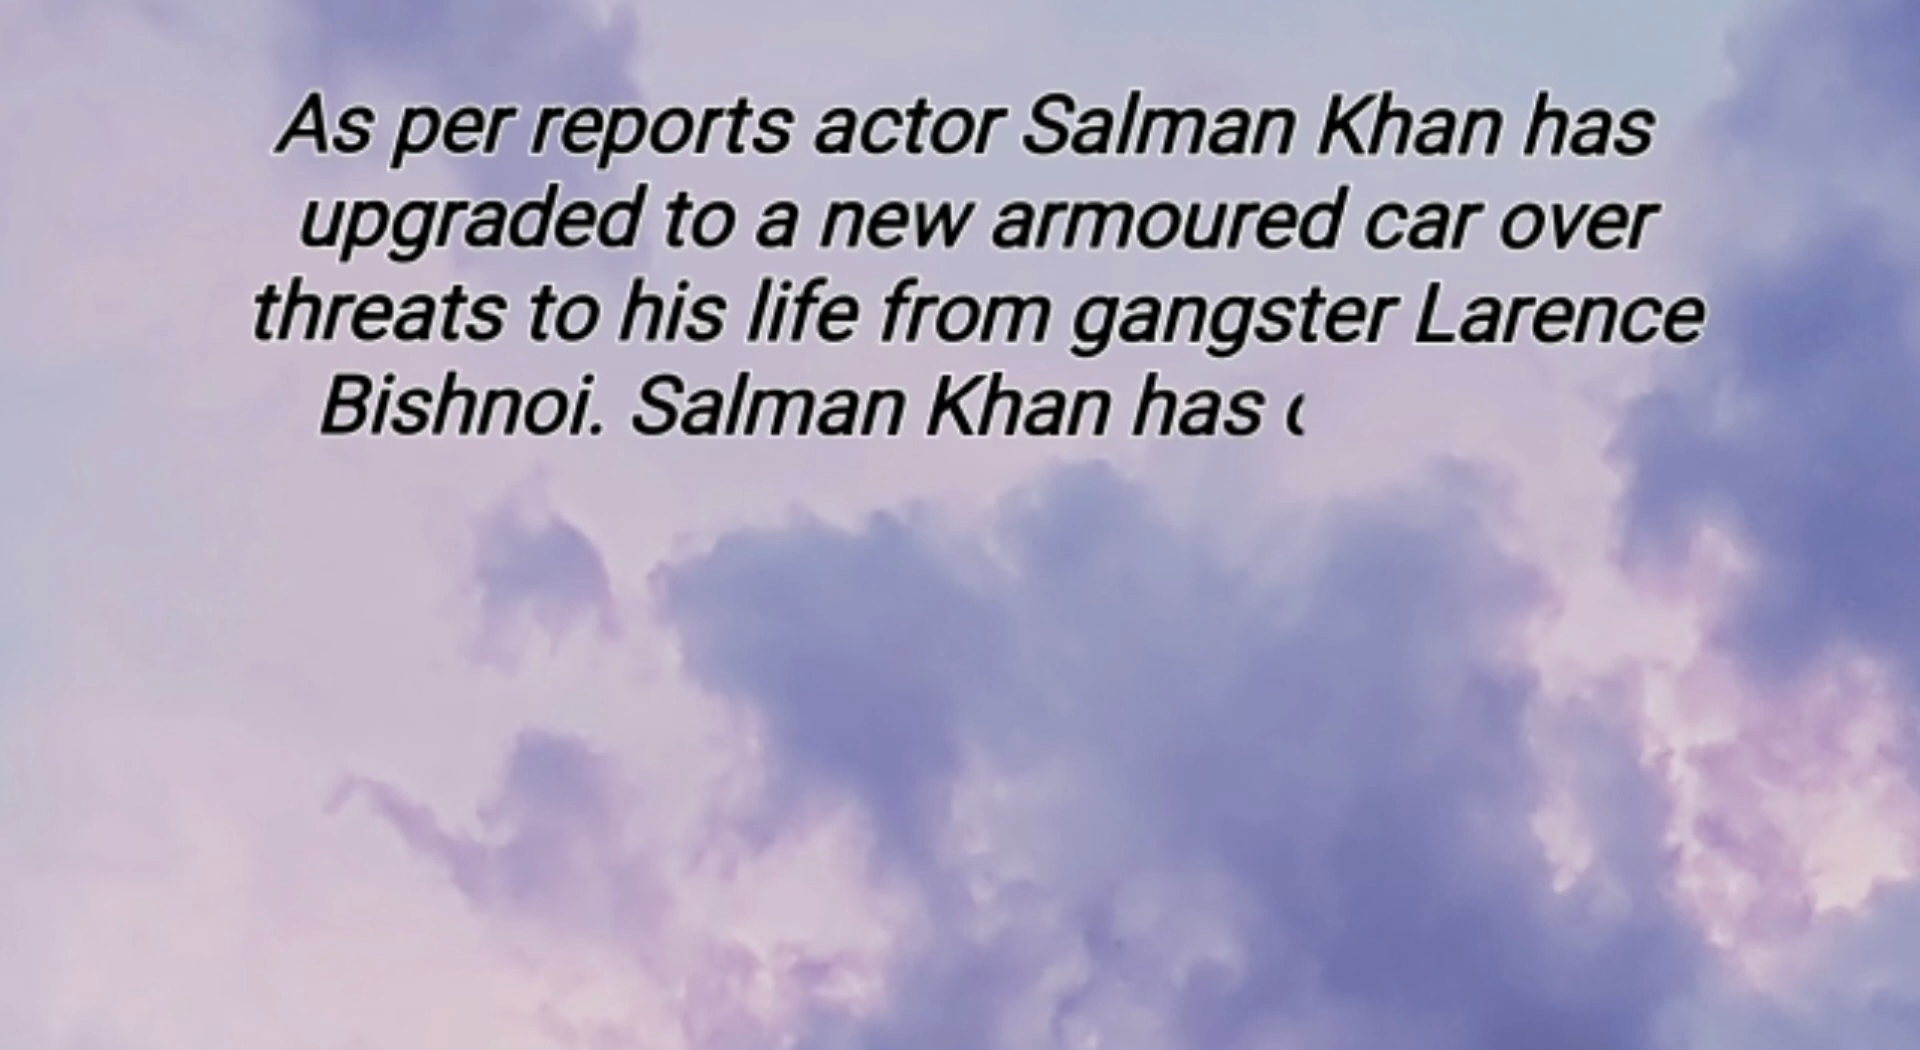 As per reports actor Salman Khan has
upgraded to a new armoured car over
threats to his life from gangster Larence
Bishnoi. Salman Khan has